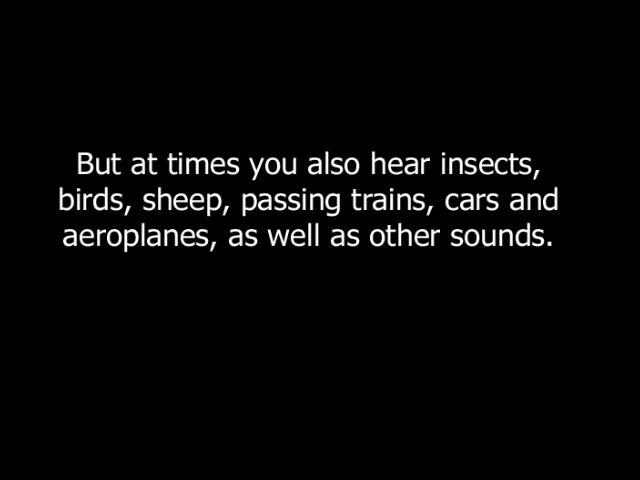 But at times you also hear insects,
birds, sheep, passing trains, cars and
aeroplanes, as well as other sounds.